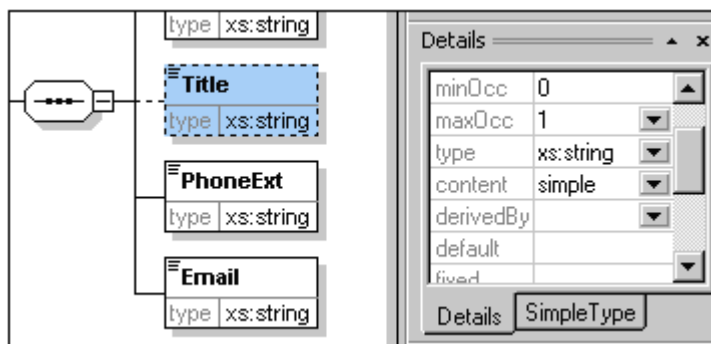 type xs:string
Title
type xs:string
PhoneExt
type xs:string
Email
type xs:string
Details
minOcc 0
maxOcc 1
type xs:string
content simple
derivedBy
default
fixed
Details SimpleType